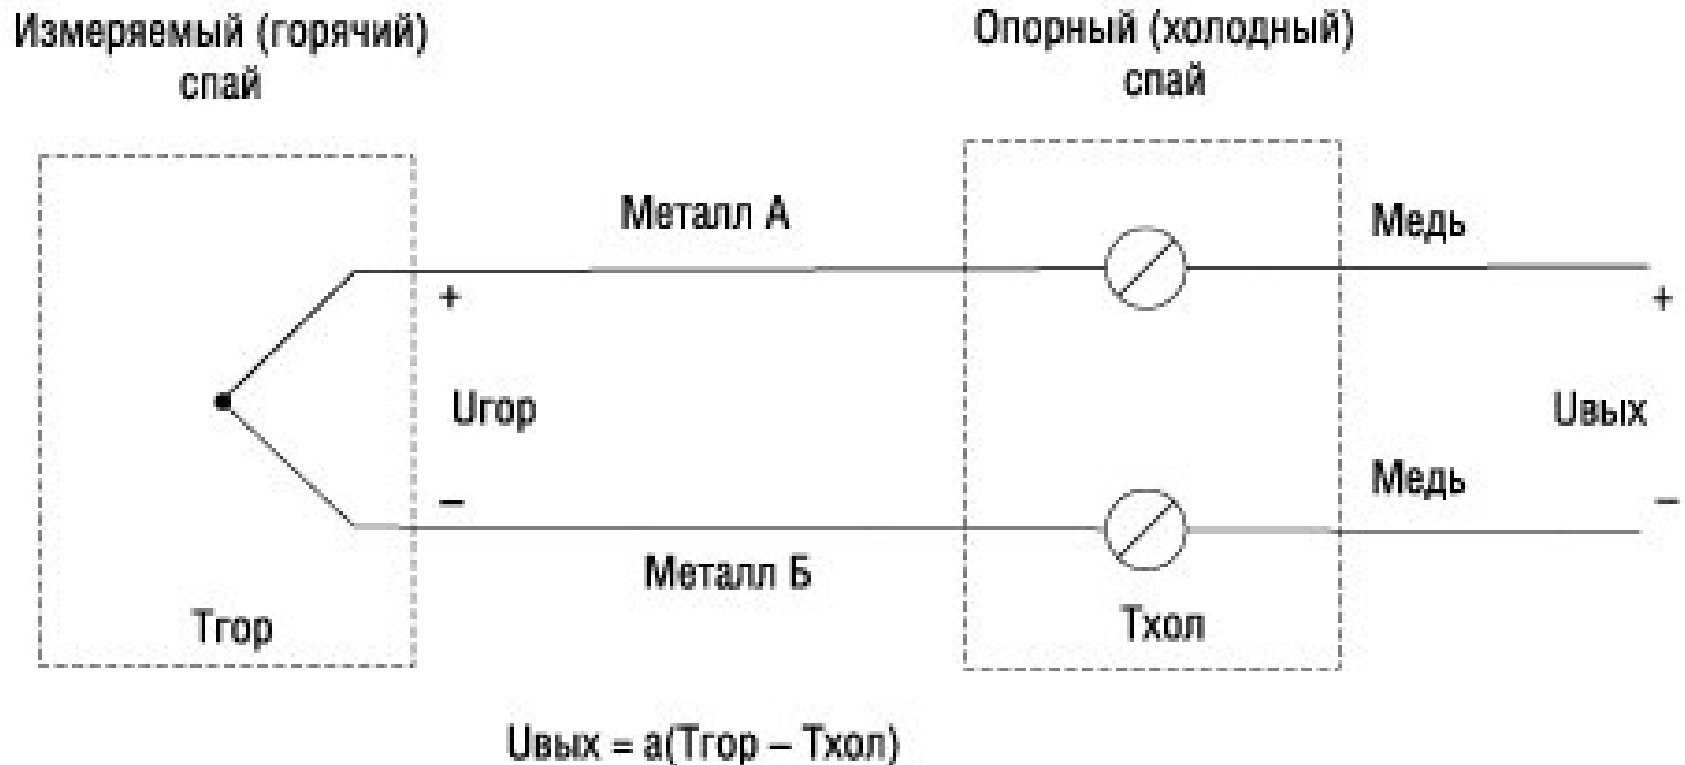 Измеряемый (горячий)
спай
Опорный (холодный)
спай
Металл А
Медь
+
+
Uгор
Uвых
–
Медь
–
Металл Б
Tгор
Tхол
Uвых = a(Tгор – Tхол)